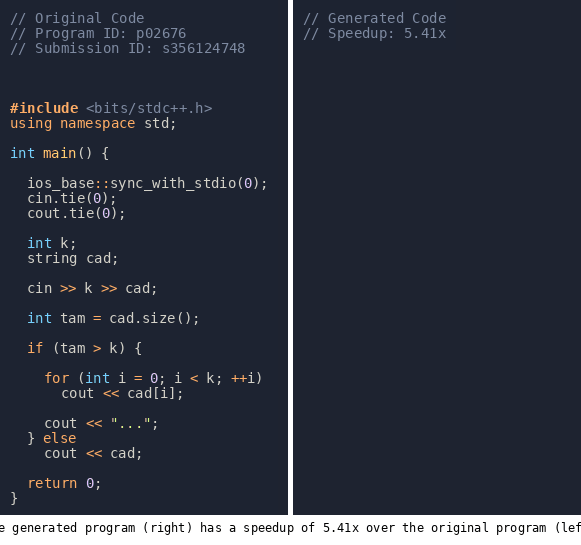 // Original Code
// Program ID: p02676
// Submission ID: s356124748
#include <bits/stdc++.h>
using namespace std;
int main() {
ios_base::sync_with_stdio(0);
cin.tie(0);
cout.tie(0);
int k;
string cad;
cin >> k >> cad;
int tam = cad.size();
if (tam > k) {
for (int i = 0; i < k; ++i)
cout << cad[i];
cout << "...";
} else
cout << cad;
return 0;
}
// Generated Code
// Speedup: 5.41x
e generated program (right) has a speedup of 5.41x over the original program (lef